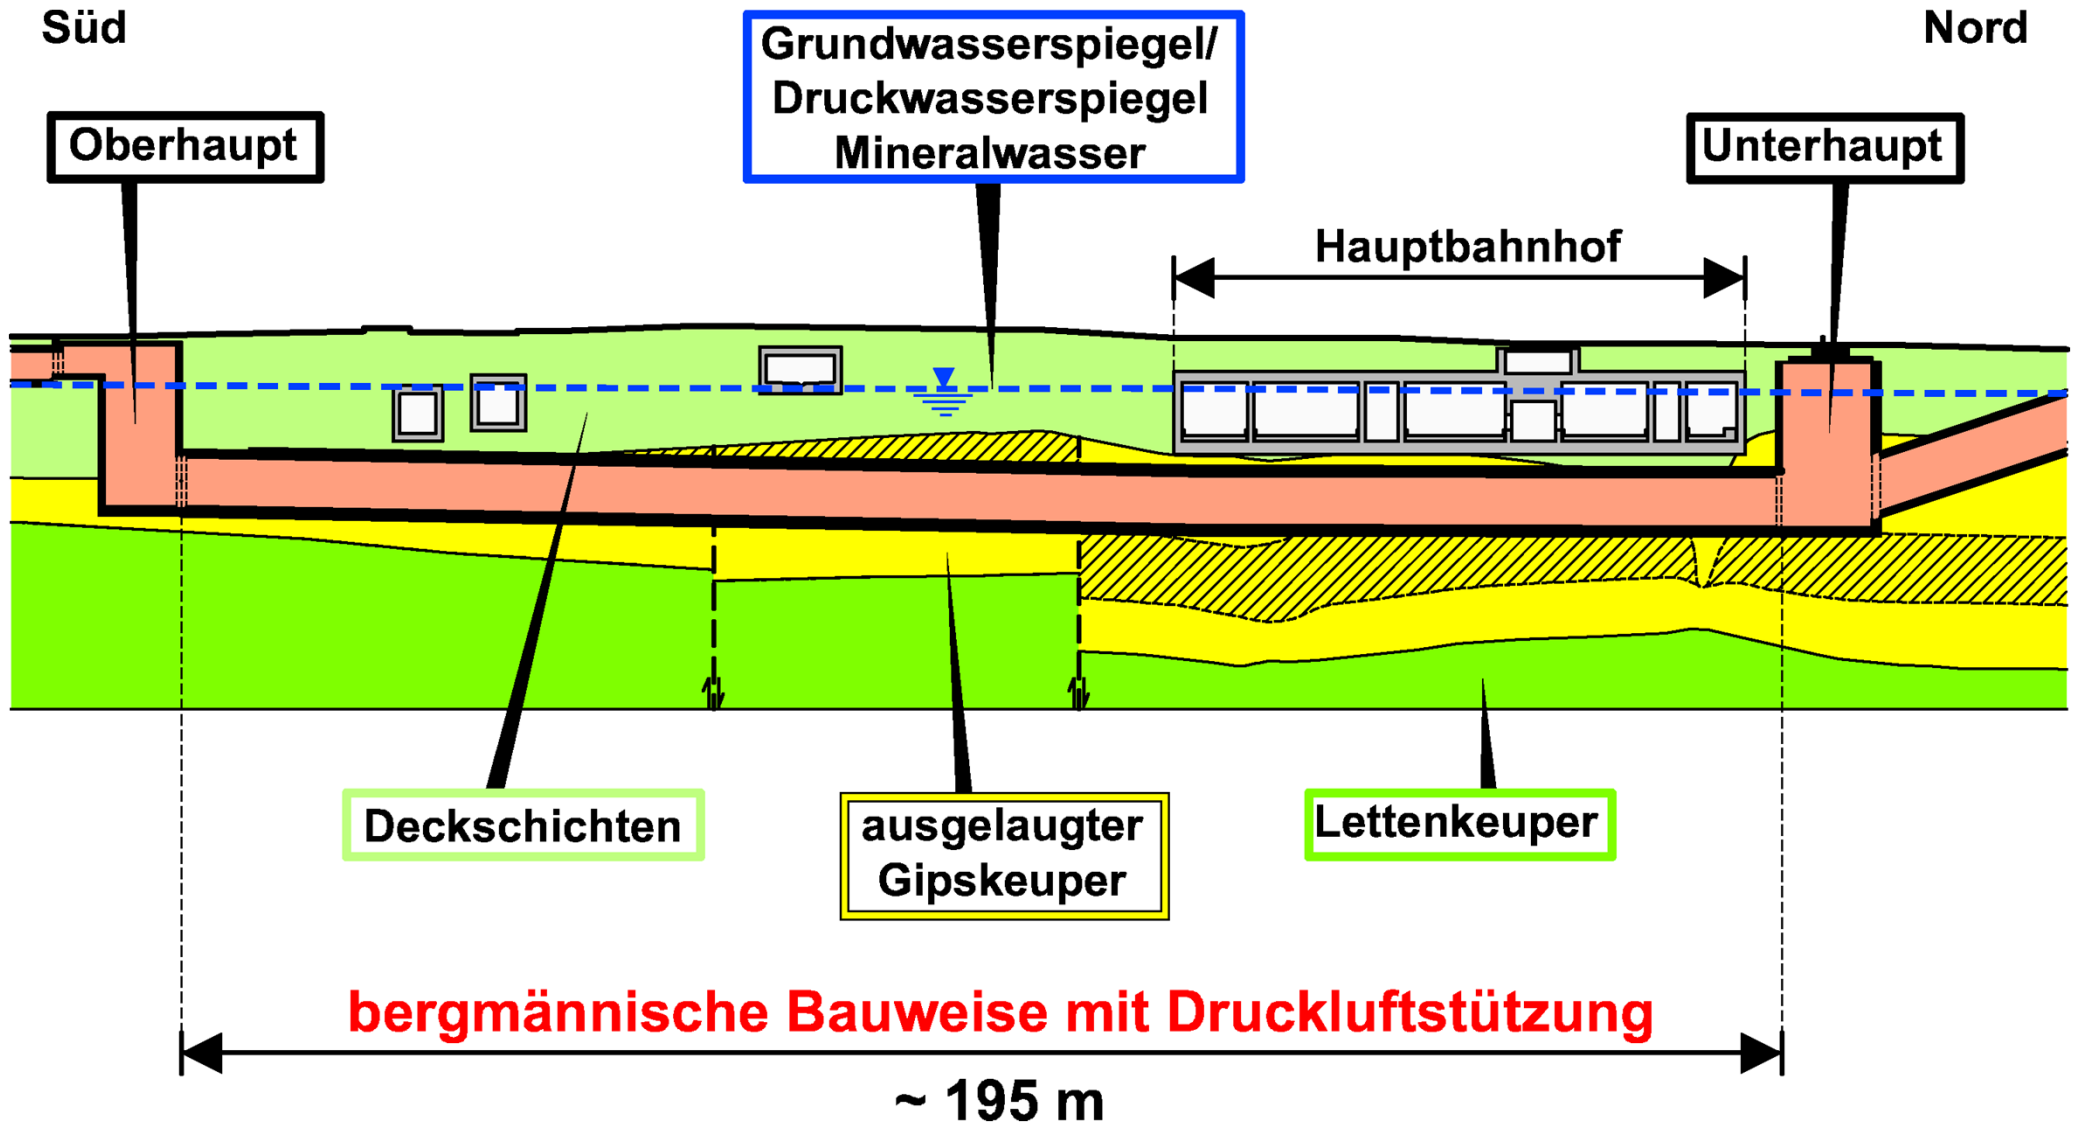 Süd
Nord
Grundwasserspiegel/
Druckwasserspiegel
Mineralwasser
Oberhaupt
Unterhaupt
Hauptbahnhof
Deckschichten
ausgelaugter
Gipskeuper
Lettenkeuper
bergmännische Bauweise mit Druckluftstützung
~ 195 m